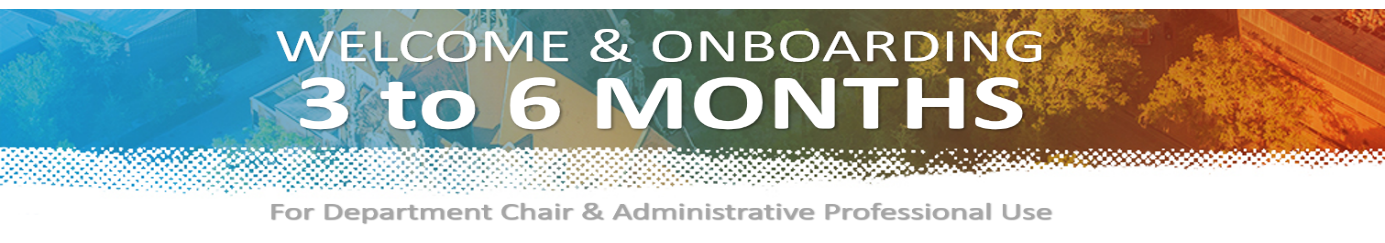 WELCOME & ONBOARDING
3 to 6 MONTHS
For Department Chair & Administrative Professional Use